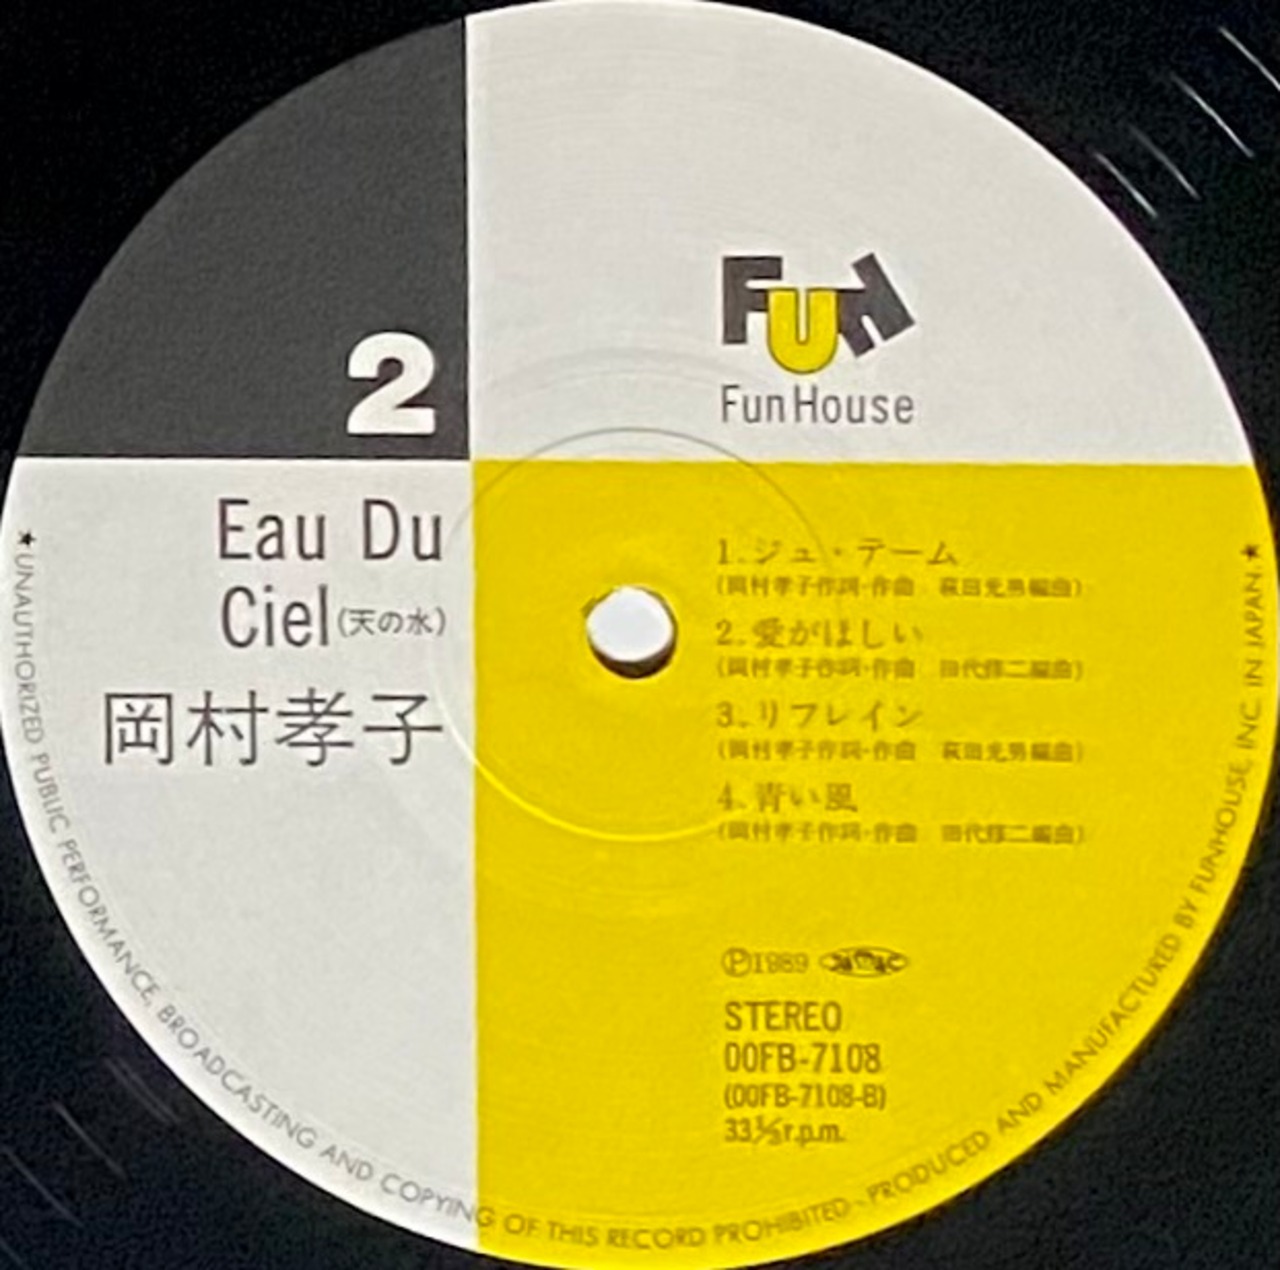 2
FUN
Fun House
Eau Du
Ciel(天の水)
岡村孝子
1.ジュ・テーム
(岡村孝子作詞・作曲 萩田光男編曲)
2.愛がほしい
(岡村孝子作詞・作曲 田代修二編曲)
3.リフレイン
(岡村孝子作詞・作曲 萩田光男編曲)
4.青い風
(岡村孝子作詞・作曲 田代修二編曲)
Ⓟ1989
STEREO
00FB-7108
(00FB-7108-B)
33⅓r.p.m.
★UNAUTHORIZED PUBLIC PERFORMANCE, BROADCASTING AND COPYING OF THIS RECORD PROHIBITED - PRODUCED AND MANUFACTURED BY FUNHOUSE, INC. IN JAPAN.★